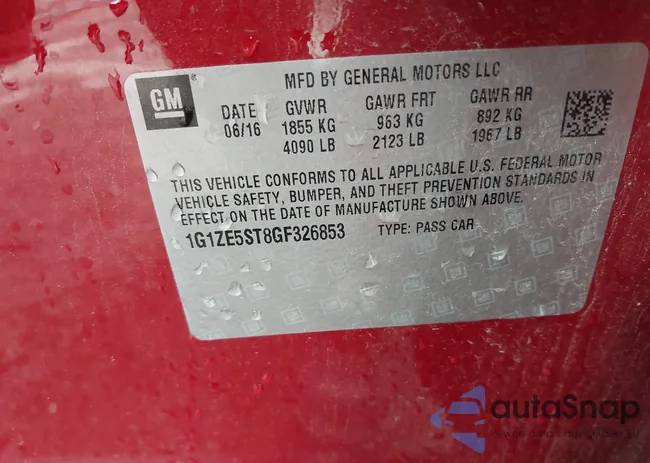 GM
MFD BY GENERAL MOTORS LLC
DATE GVWR GAWR FRT GAWR RR
06/16 1855 KG 963 KG 892 KG
4090 LB 2123 LB 1967 LB
THIS VEHICLE CONFORMS TO ALL APPLICABLE U.S. FEDERAL MOTOR
VEHICLE SAFETY, BUMPER, AND THEFT PREVENTION STANDARDS IN
EFFECT ON THE DATE OF MANUFACTURE SHOWN ABOVE.
1G1ZE5ST8GF326853 TYPE: PASS CAR
autoSnap